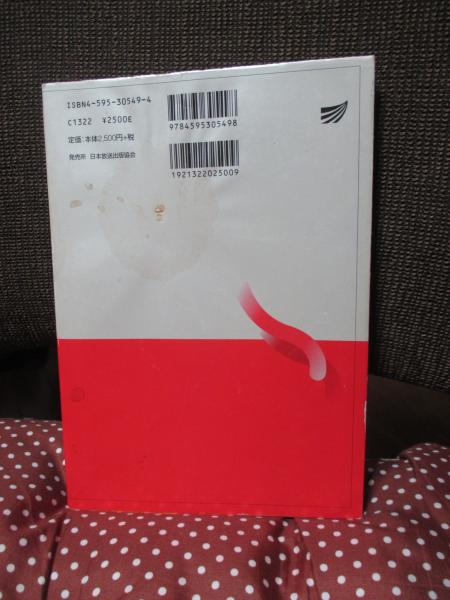 ISBN4-595-30549-4
C1322 ¥2500E
定価：本体2,500円+税
発売所 日本放送出版協会
9784595305498
1921322025009